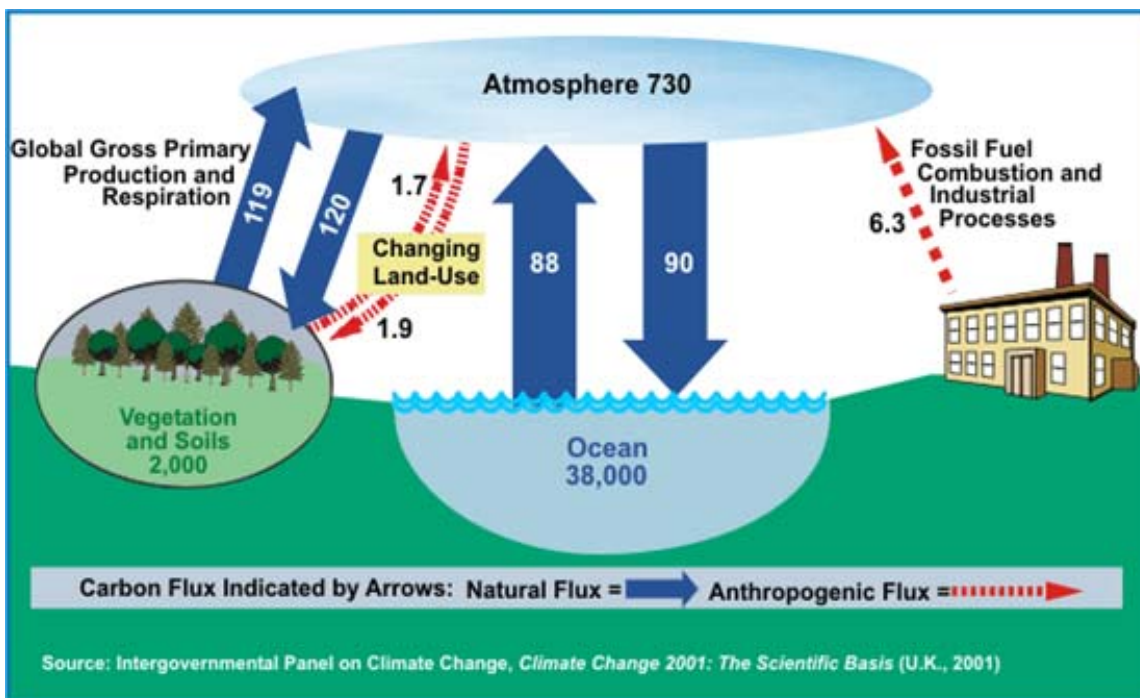 Atmosphere 730
Global Gross Primary
Production and
Respiration
119
120
1.7
Changing
Land-Use
1.9
88
90
Fossil Fuel
Combustion and
Industrial
Processes
6.3
Vegetation
and Soils
2,000
Ocean
38,000
Carbon Flux Indicated by Arrows: Natural Flux = Anthropogenic Flux =
Source: Intergovernmental Panel on Climate Change, Climate Change 2001: The Scientific Basis (U.K., 2001)